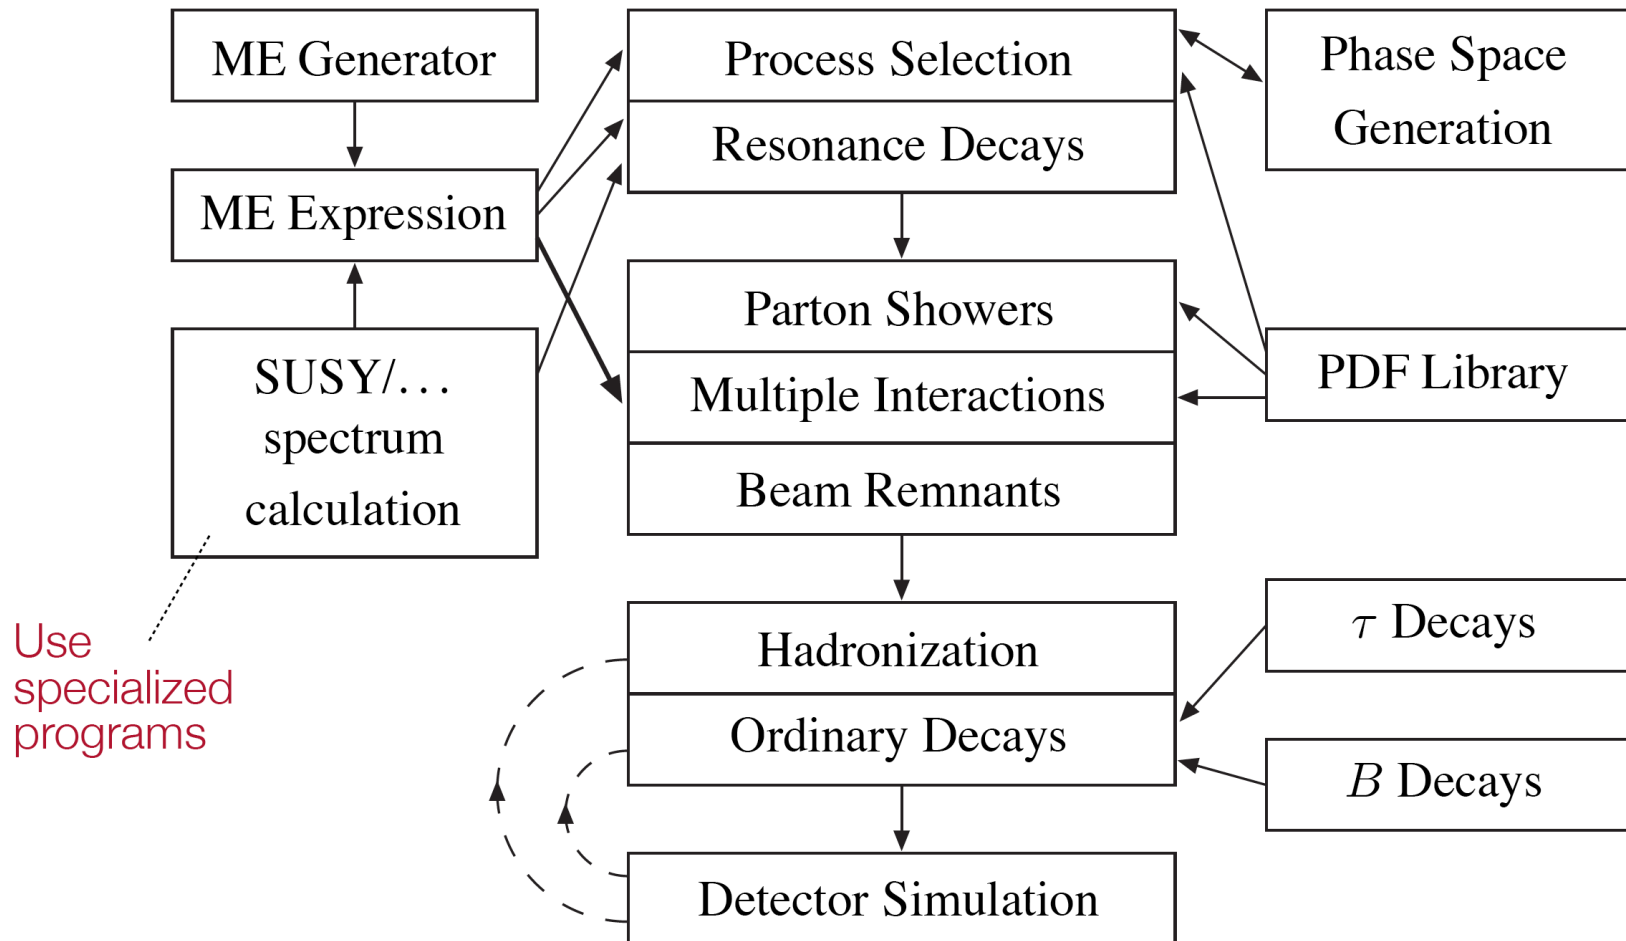 ME Generator
ME Expression
SUSY/…
spectrum
calculation
Use
specialized
programs
Process Selection
Resonance Decays
Parton Showers
Multiple Interactions
Beam Remnants
Hadronization
Ordinary Decays
Detector Simulation
Phase Space
Generation
PDF Library
τ Decays
B Decays